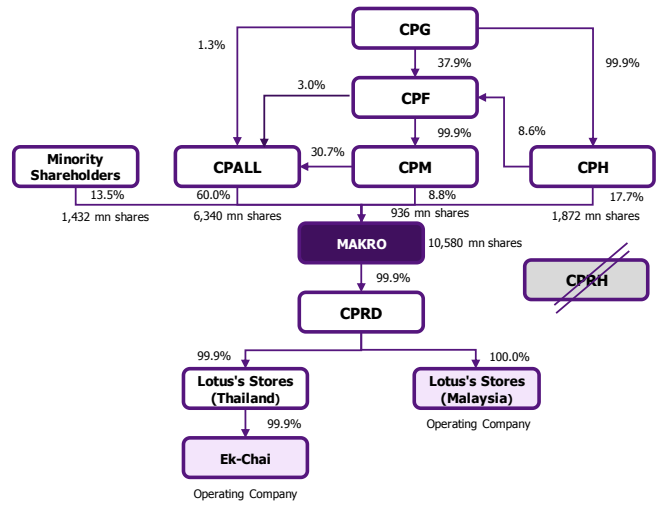 CPG
1.3%
37.9%
99.9%
3.0%
CPF
8.6%
99.9%
Minority
Shareholders
CPALL
30.7%
CPM
CPH
13.5%
60.0%
8.8%
17.7%
1,432 mn shares
6,340 mn shares
936 mn shares
1,872 mn shares
MAKRO
10,580 mn shares
99.9%
CPRH
CPRD
99.9%
100.0%
Lotus's Stores
(Thailand)
Lotus's Stores
(Malaysia)
99.9%
Operating Company
Ek-Chai
Operating Company